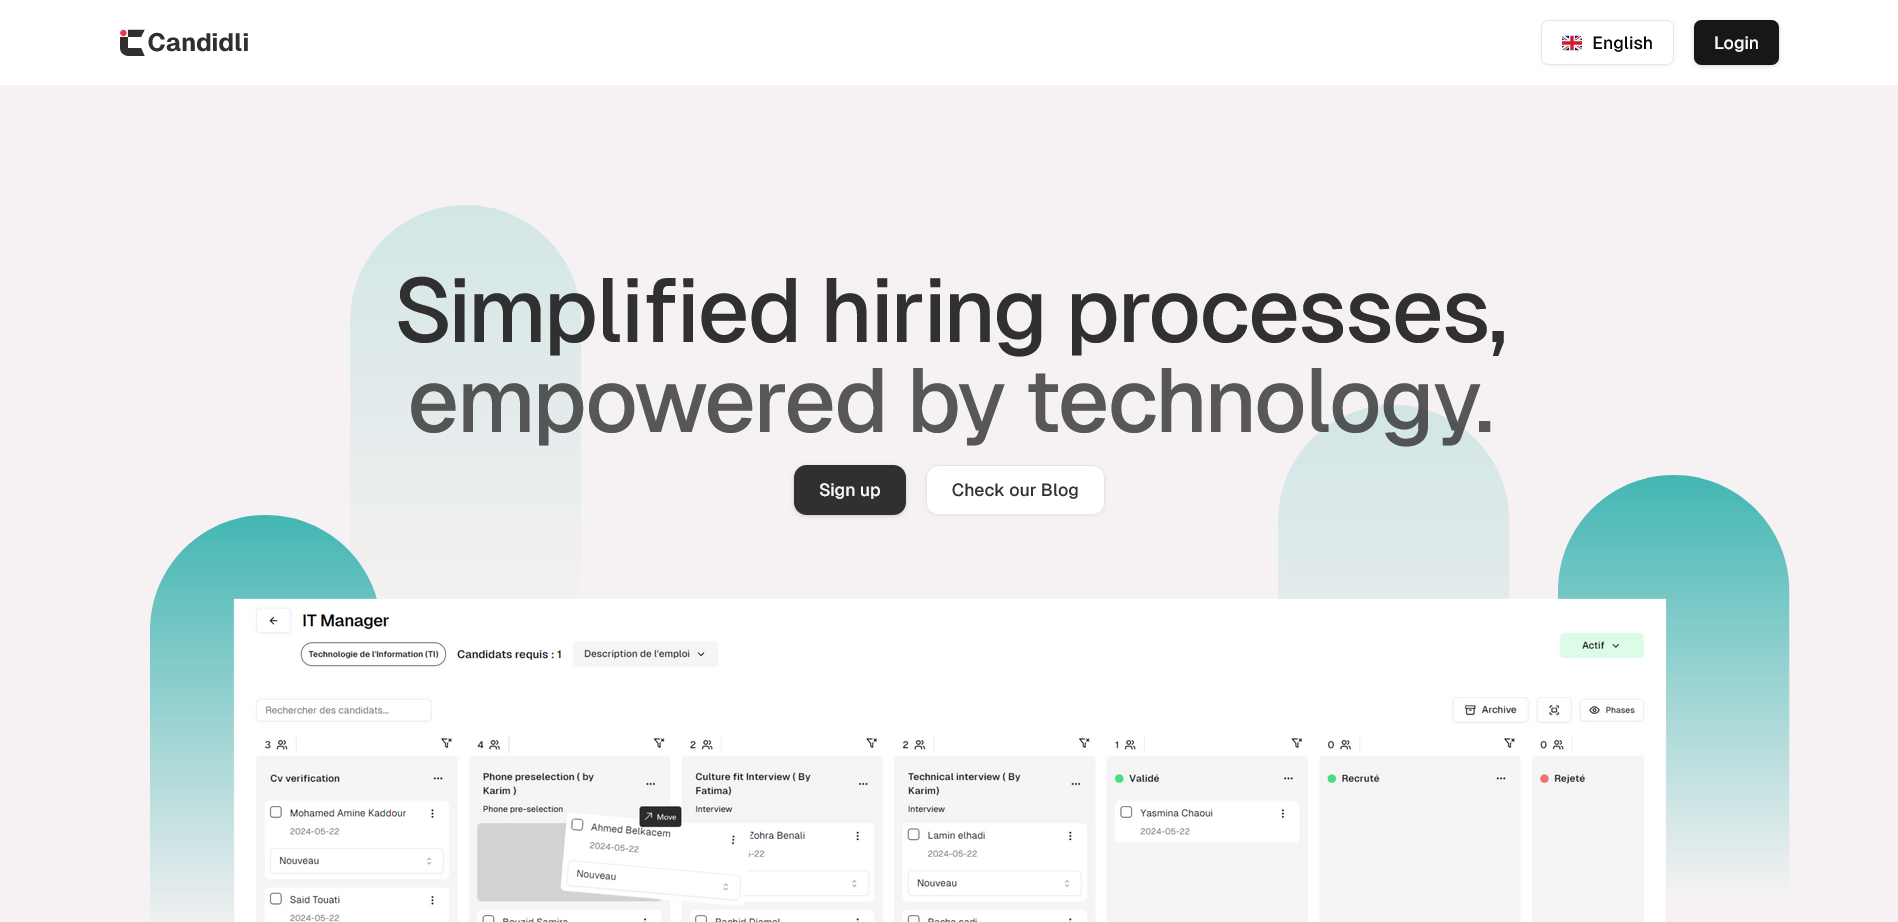 Candidli
English
Login
Simplified hiring processes,
empowered by technology.
Sign up
Check our Blog
IT Manager
Technologie de l'Information (TI)
Candidats requis : 1
Description de l'emploi
Actif
Rechercher des candidats...
Archive
Phases
3
4
2
2
1
0
0
Cv verification
Mohamed Amine Kaddour
2024-05-22
Nouveau
Said Touati
2024-05-22
Phone preselection ( by
Karim )
Phone pre-selection
Move
Ahmed Belkacem
2024-05-22
Nouveau
Bouzid Samira
Culture fit Interview ( By
Fatima)
Interview
Zohra Benali
-22
Rachid Djamel
Technical interview ( By
Karim)
Interview
Lamin elhadi
2024-05-22
Nouveau
Racha sadi
Validé
Yasmina Chaoui
2024-05-22
Recruté
Rejeté